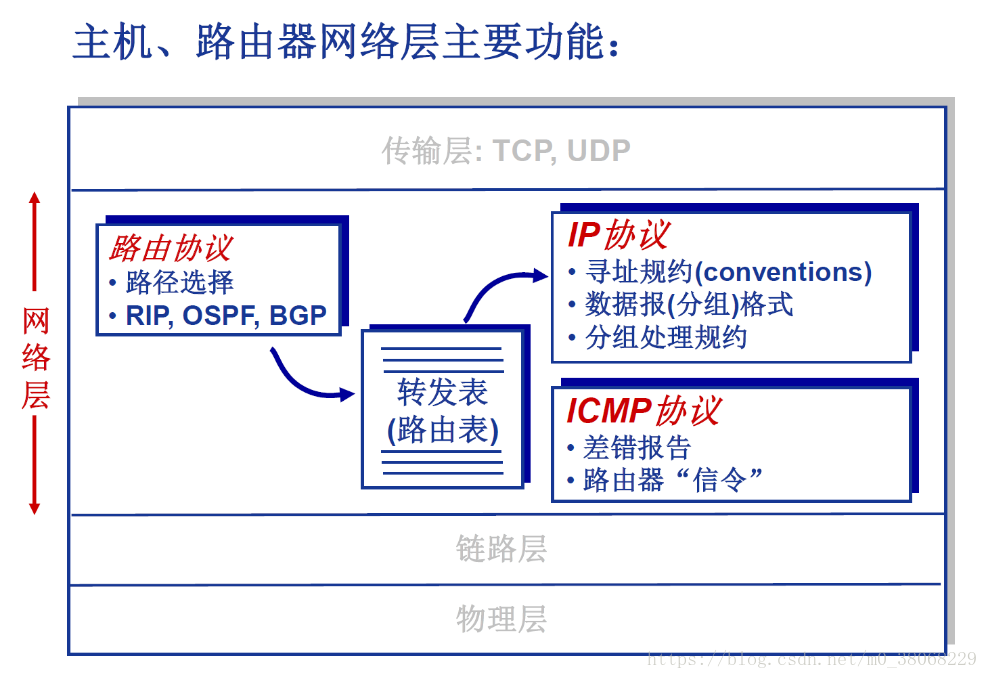 主机、路由器网络层主要功能：
传输层: TCP, UDP
网络层
路由协议
• 路径选择
• RIP, OSPF, BGP
转发表
(路由表)
IP协议
• 寻址规约(conventions)
• 数据报(分组)格式
• 分组处理规约
ICMP协议
• 差错报告
• 路由器“信令”
链路层
物理层
https://blog.csdn.net/m0_38068229